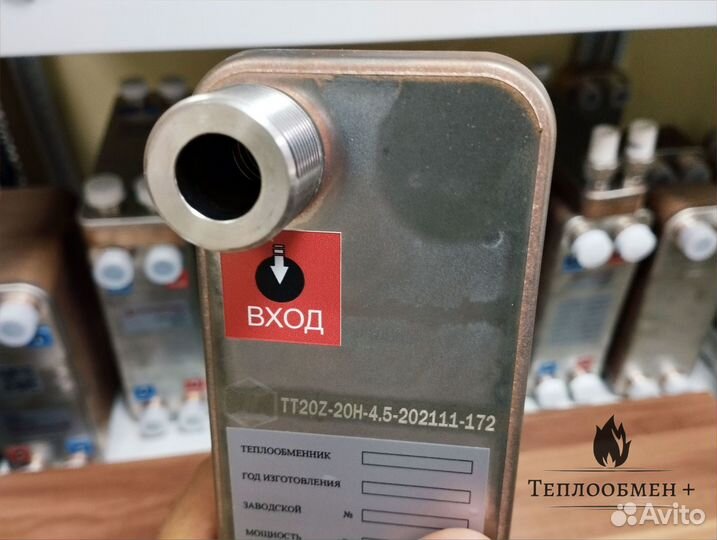 ВХОД
TT20Z-20H-4.5-202111-172
ТЕПЛООБМЕННИК
ГОД ИЗГОТОВЛЕНИЯ
ЗАВОДСКОЙ №
МОЩНОСТЬ
ТЕПЛООБМЕН +
Avito